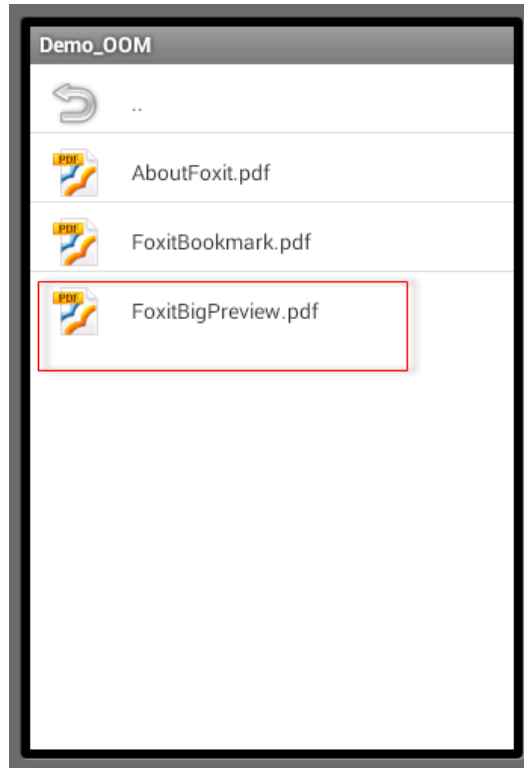 Demo_OOM
..
PDF
AboutFoxit.pdf
PDF
FoxitBookmark.pdf
PDF
FoxitBigPreview.pdf